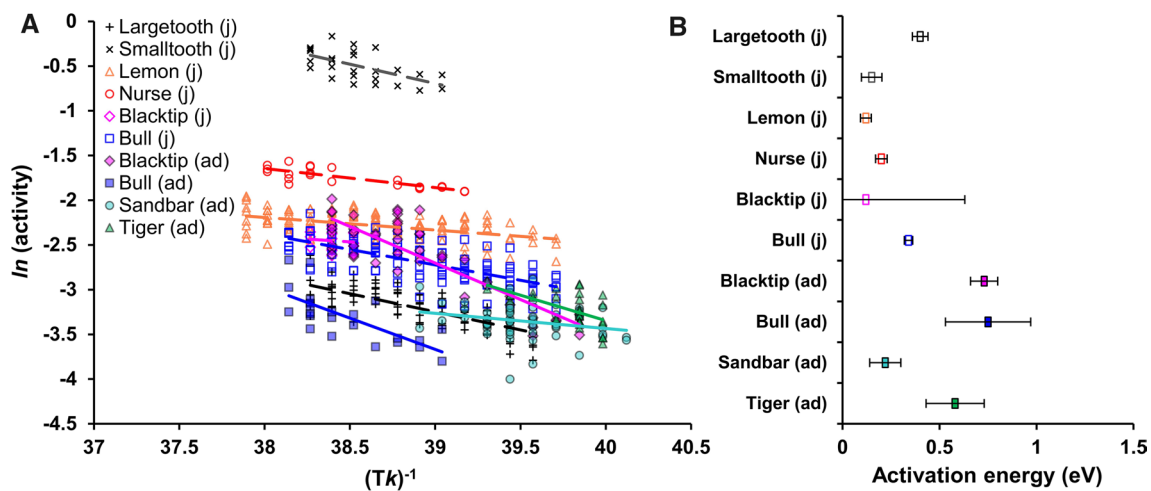 A
Largetooth (j)
Smalltooth (j)
Lemon (j)
Nurse (j)
Blacktip (j)
Bull (j)
Blacktip (ad)
Bull (ad)
Sandbar (ad)
Tiger (ad)
0
-0.5
-1
-1.5
-2
-2.5
-3
-3.5
-4
-4.5
ln (activity)
37
37.5
38
38.5
39
39.5
40
40.5
(Tk)-1
B
Largetooth (j)
Smalltooth (j)
Lemon (j)
Nurse (j)
Blacktip (j)
Bull (j)
Blacktip (ad)
Bull (ad)
Sandbar (ad)
Tiger (ad)
0
0.5
1
1.5
Activation energy (eV)